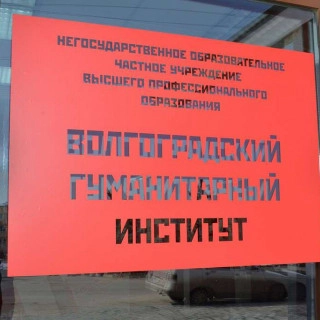 НЕГОСУДАРСТВЕННОЕ ОБРАЗОВАТЕЛЬНОЕ
ЧАСТНОЕ УЧРЕЖДЕНИЕ
ВЫСШЕГО ПРОФЕССИОНАЛЬНОГО
ОБРАЗОВАНИЯ
ВОЛГОГРАДСКИЙ
ГУМАНИТАРНЫЙ
ИНСТИТУТ